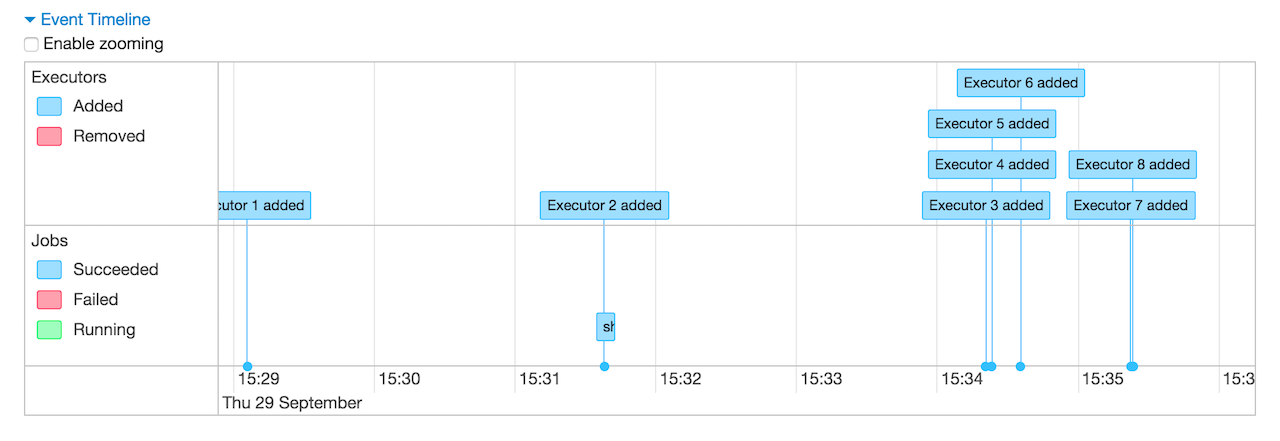 Event Timeline
Enable zooming
Executors
Added
Removed
Executor 6 added
Executor 5 added
Executor 4 added
Executor 8 added
cutor 1 added
Executor 2 added
Executor 3 added
Executor 7 added
Jobs
Succeeded
Failed
Running
sh
15:29 15:30 15:31 15:32 15:33 15:34 15:35 15:3
Thu 29 September